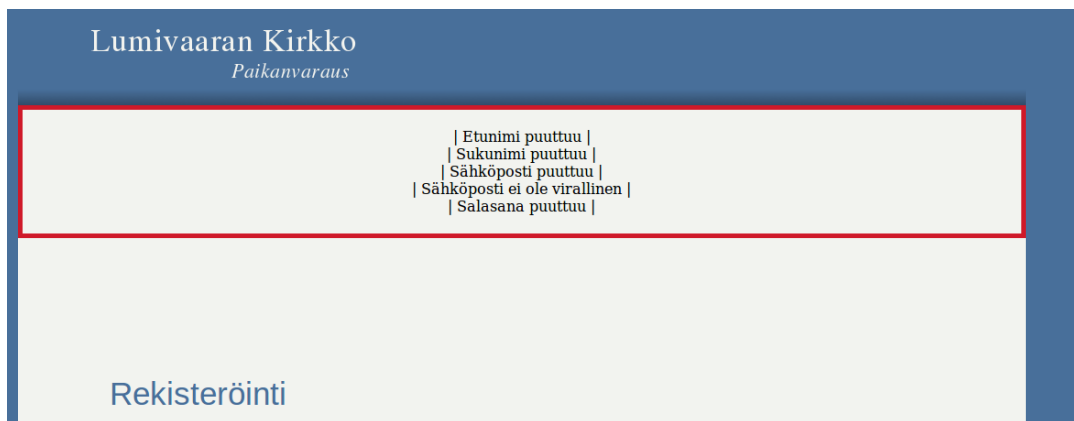 Lumivaaran Kirkko
Paikanvaraus
| Etunimi puuttuu |
| Sukunimi puuttuu |
| Sähköposti puuttuu |
| Sähköposti ei ole virallinen |
| Salasana puuttuu |
Rekisteröinti